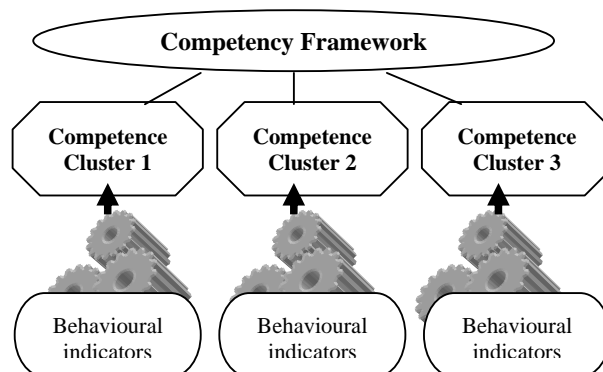 Competency Framework
Competence
Cluster 1
Competence
Cluster 2
Competence
Cluster 3
Behavioural
indicators
Behavioural
indicators
Behavioural
indicators